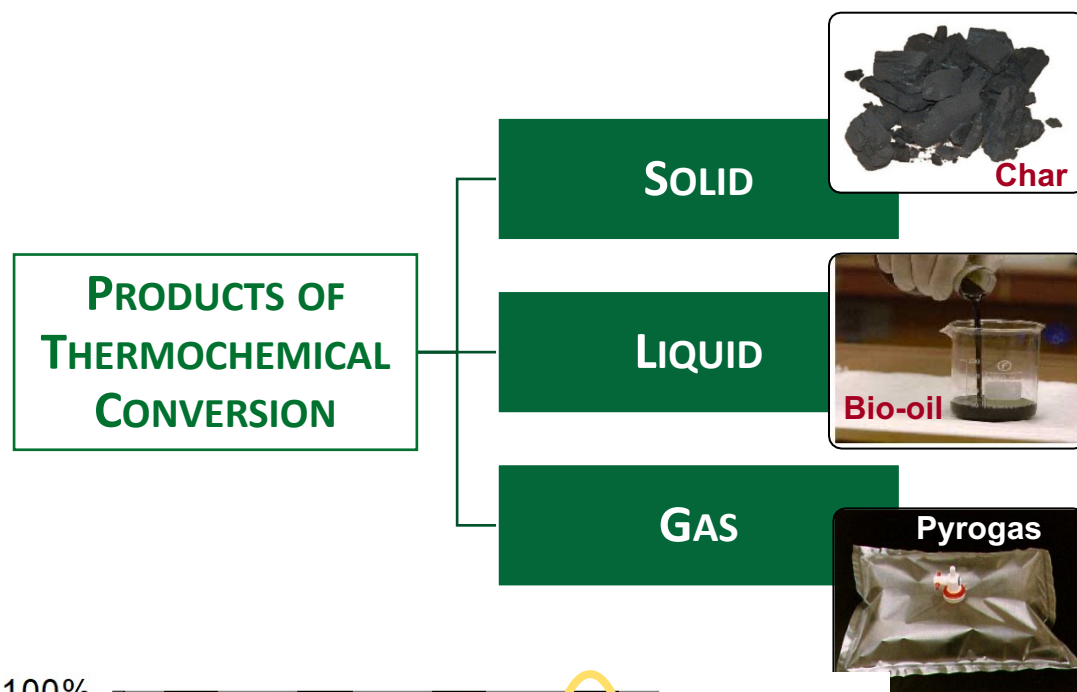 PRODUCTS OF
THERMOCHEMICAL
CONVERSION
SOLID
Char
LIQUID
Bio-oil
GAS
Pyrogas
100%